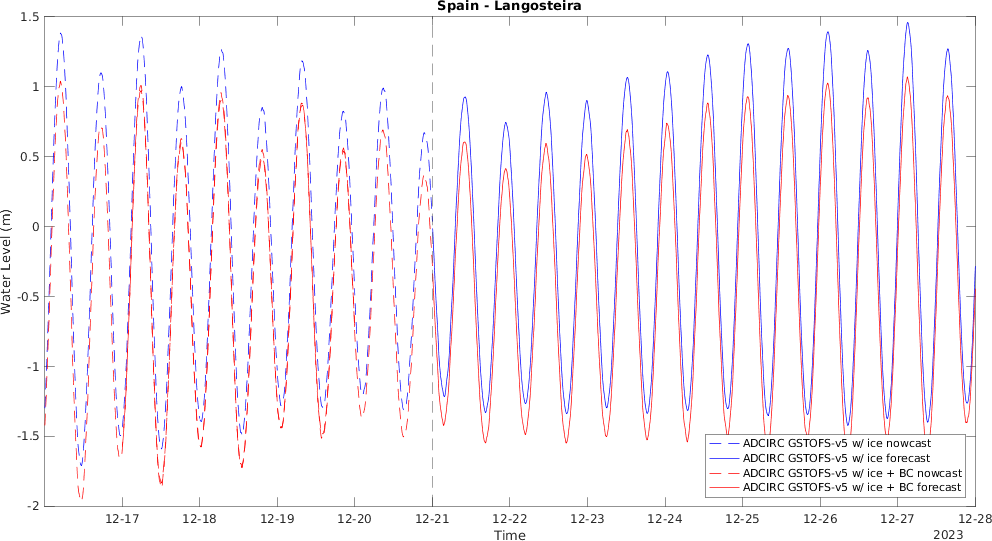 Spain - Langosteira
1.5
1
0.5
0
-0.5
-1
-1.5
-2
Water Level (m)
12-17 12-18 12-19 12-20 12-21 12-22 12-23 12-24 12-25 12-26 12-27 12-28
Time
2023
ADCIRC GSTOFS-v5 w/ ice nowcast
ADCIRC GSTOFS-v5 w/ ice forecast
ADCIRC GSTOFS-v5 w/ ice + BC nowcast
ADCIRC GSTOFS-v5 w/ ice + BC forecast